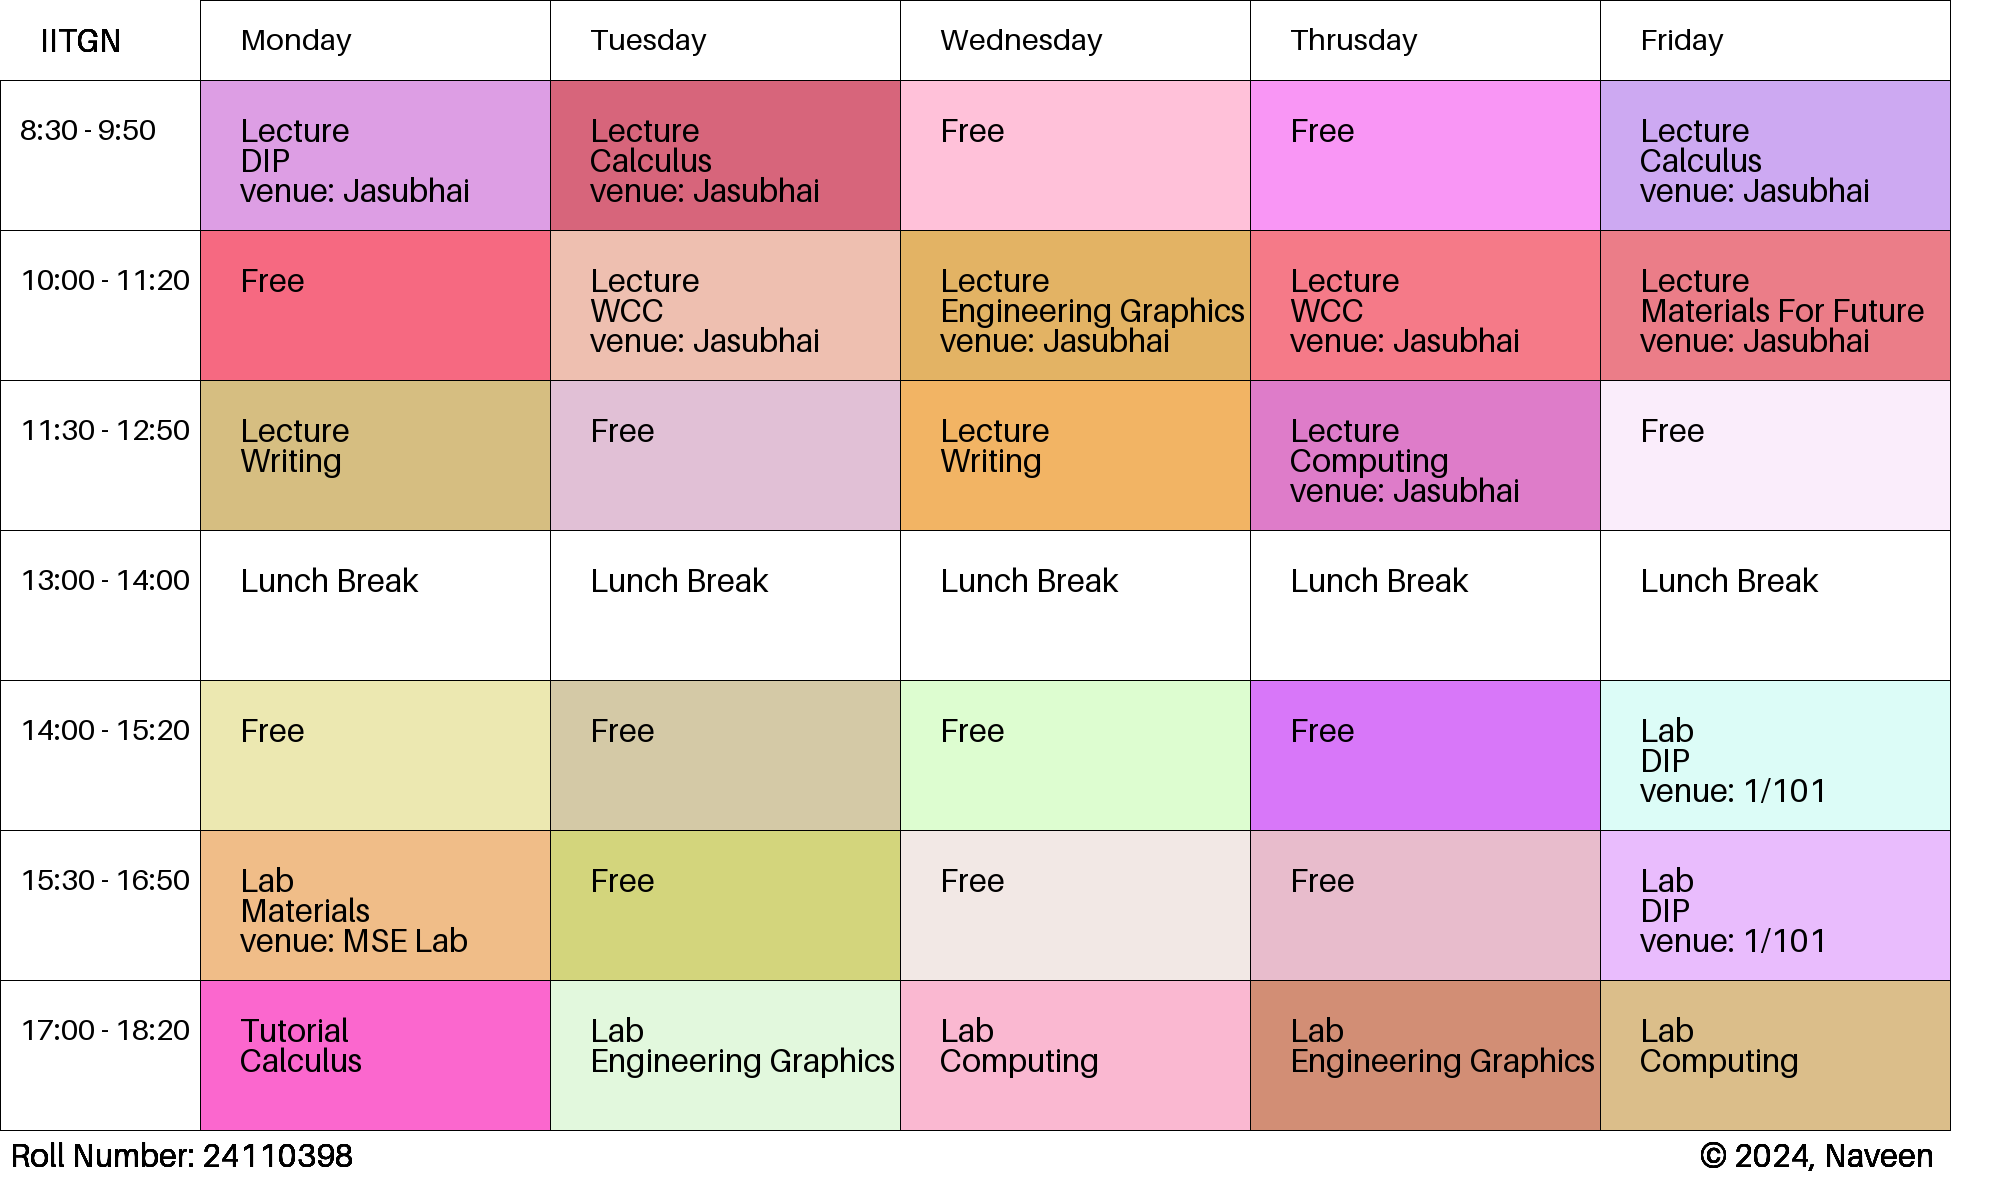 IITGN Monday Tuesday Wednesday Thrusday Friday
8:30 - 9:50
Lecture
DIP
venue: Jasubhai
Lecture
Calculus
venue: Jasubhai
Free
Free
Lecture
Calculus
venue: Jasubhai
10:00 - 11:20
Free
Lecture
WCC
venue: Jasubhai
Lecture
Engineering Graphics
venue: Jasubhai
Lecture
WCC
venue: Jasubhai
Lecture
Materials For Future
venue: Jasubhai
11:30 - 12:50
Lecture
Writing
Free
Lecture
Writing
Lecture
Computing
venue: Jasubhai
Free
13:00 - 14:00
Lunch Break
Lunch Break
Lunch Break
Lunch Break
Lunch Break
14:00 - 15:20
Free
Free
Free
Free
Lab
DIP
venue: 1/101
15:30 - 16:50
Lab
Materials
venue: MSE Lab
Free
Free
Free
Lab
DIP
venue: 1/101
17:00 - 18:20
Tutorial
Calculus
Lab
Engineering Graphics
Lab
Computing
Lab
Engineering Graphics
Lab
Computing
Roll Number: 24110398
© 2024, Naveen